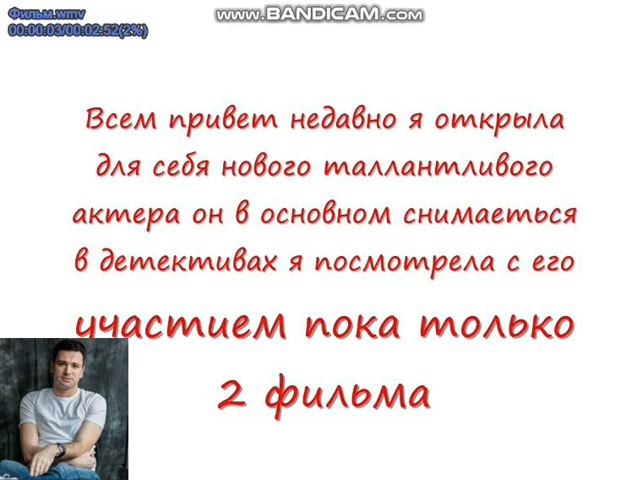 Фильм.wmv
00:00:03/00:02:52(2%)
www.BANDICAM.com
Всем привет недавно я открыла
для себя нового таллантливого
актера он в основном снимаеться
в детективах я посмотрела с его
участием пока только
2 фильма